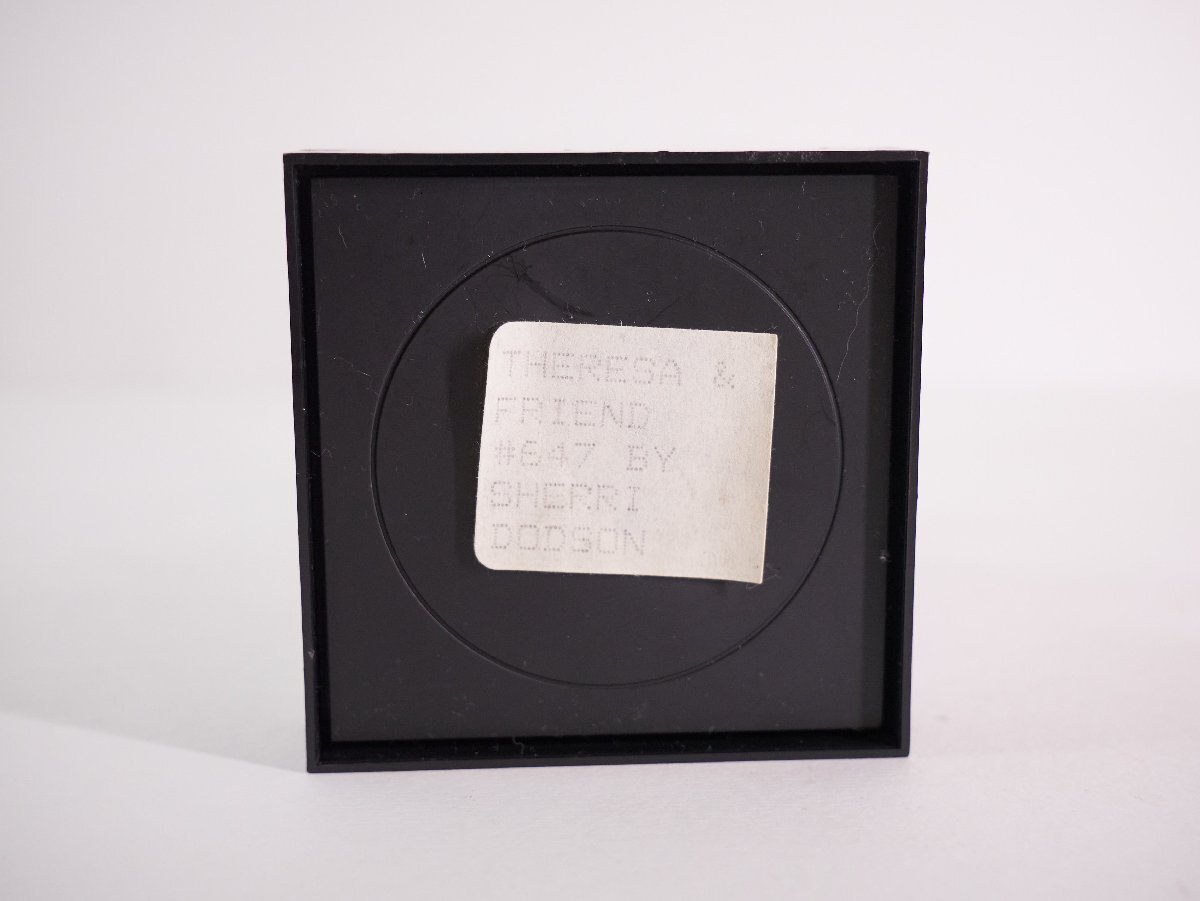 THERESA &
FRIEND
#647 BY
SHERRI
DODSON